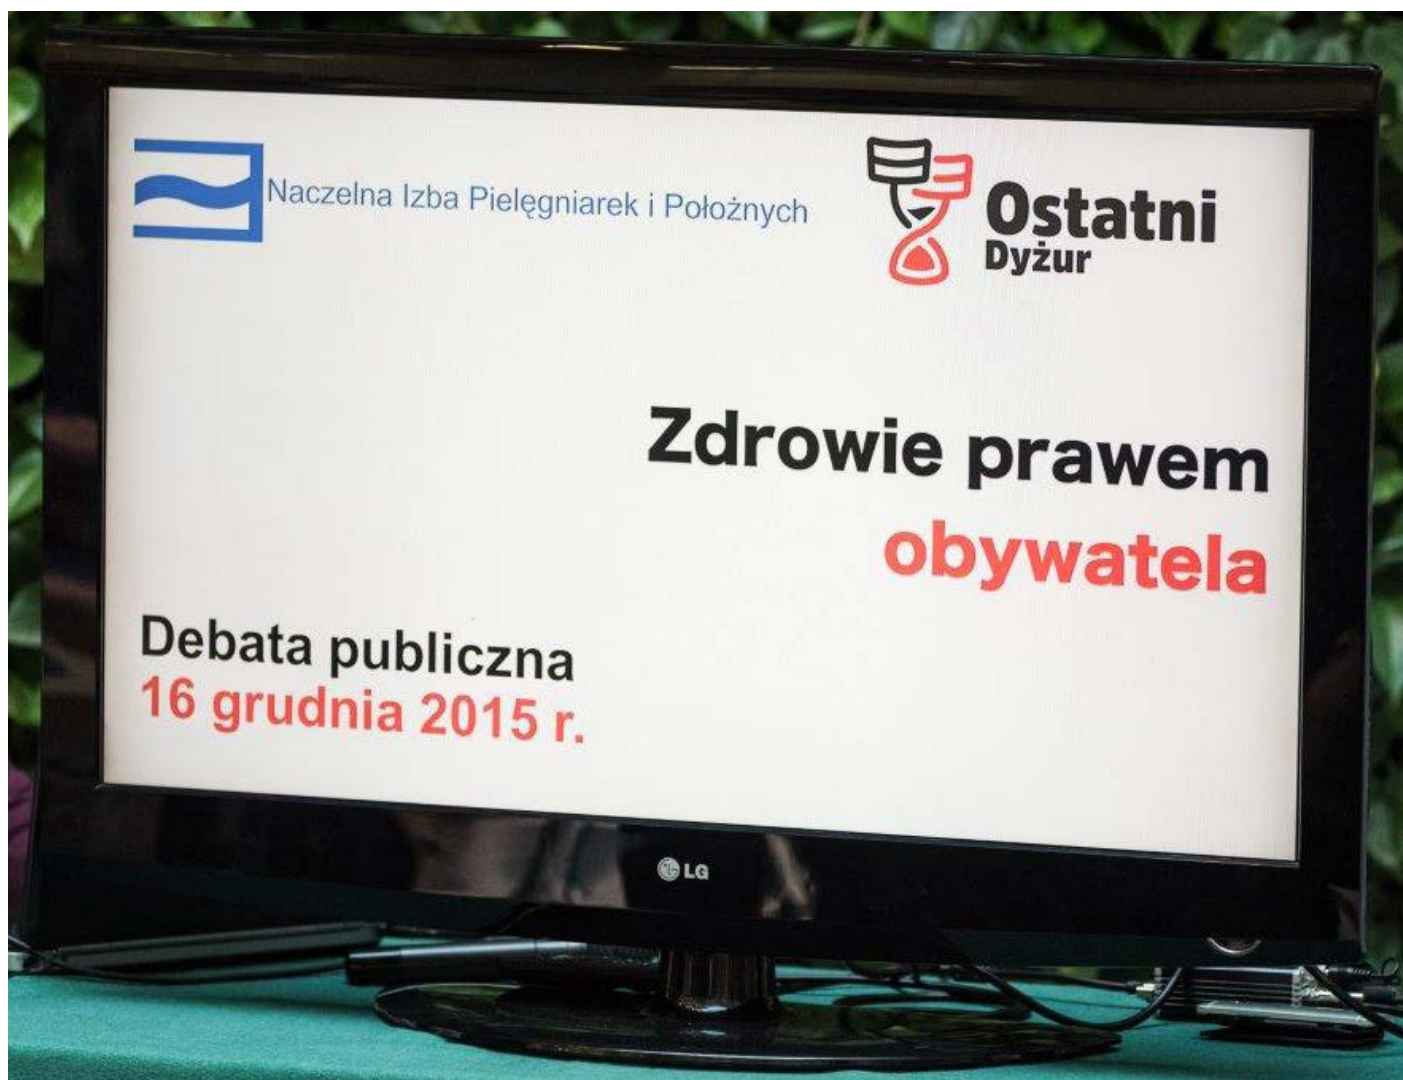 Naczelna Izba Pielęgniarek i Położnych
Ostatni
Dyżur
Zdrowie prawem
obywatela
Debata publiczna
16 grudnia 2015 r.
LG